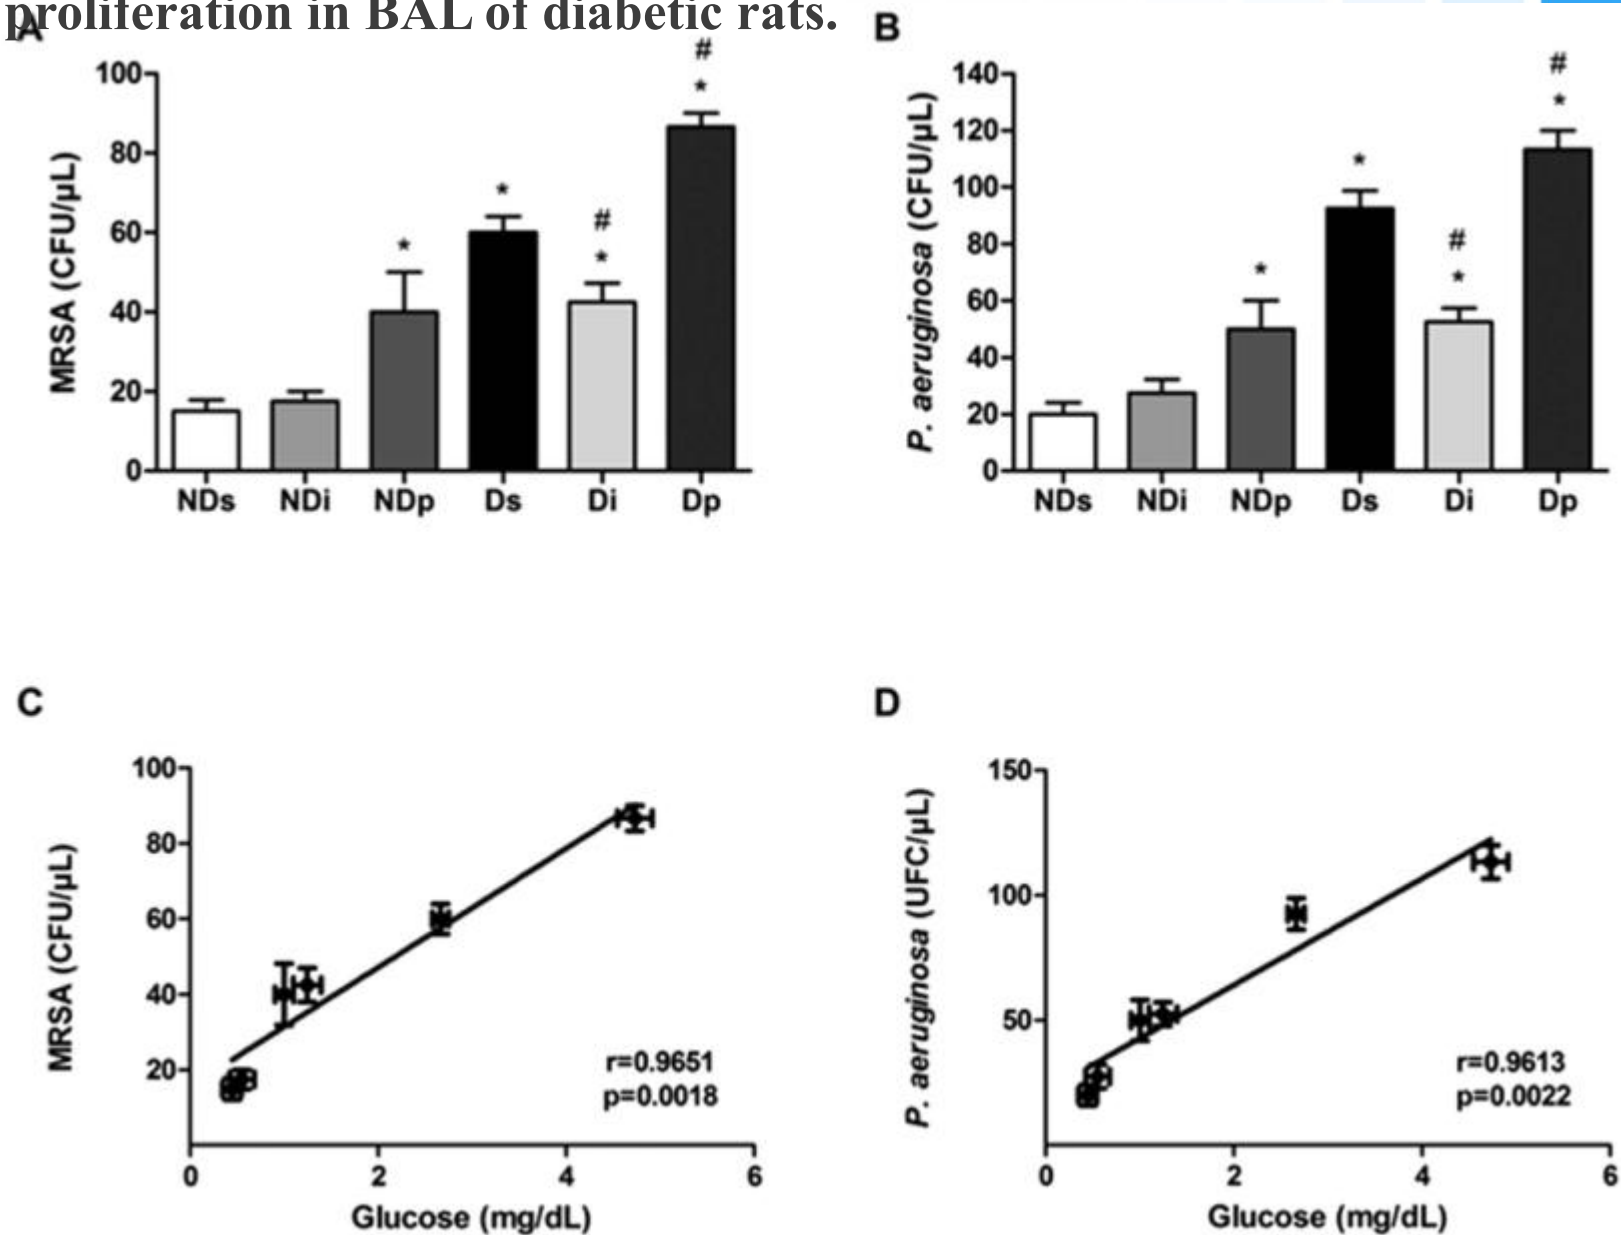 proliferation in BAL of diabetic rats.
A
MRSA (CFU/µL)
100
80
60
40
20
0
*
*
#
*
#
*
NDs NDi NDp Ds Di Dp
B
P. aeruginosa (CFU/µL)
140
120
100
80
60
40
20
0
*
*
#
*
#
*
NDs NDi NDp Ds Di Dp
C
MRSA (CFU/µL)
100
80
60
40
20
r=0.9651
p=0.0018
0 2 4 6
Glucose (mg/dL)
D
P. aeruginosa (UFC/µL)
150
100
50
r=0.9613
p=0.0022
0 2 4 6
Glucose (mg/dL)